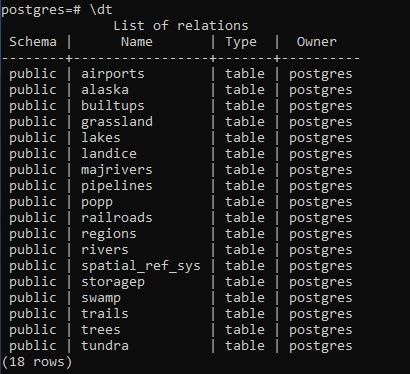 postgres=# \dt
              List of relations
 Schema |      Name       | Type  |  Owner
--------+-----------------+-------+----------
 public | airports        | table | postgres
 public | alaska          | table | postgres
 public | builtups        | table | postgres
 public | grassland       | table | postgres
 public | lakes           | table | postgres
 public | landice         | table | postgres
 public | majrivers       | table | postgres
 public | pipelines       | table | postgres
 public | popp            | table | postgres
 public | railroads       | table | postgres
 public | regions         | table | postgres
 public | rivers          | table | postgres
 public | spatial_ref_sys | table | postgres
 public | storagep        | table | postgres
 public | swamp           | table | postgres
 public | trails          | table | postgres
 public | trees           | table | postgres
 public | tundra          | table | postgres
(18 rows)